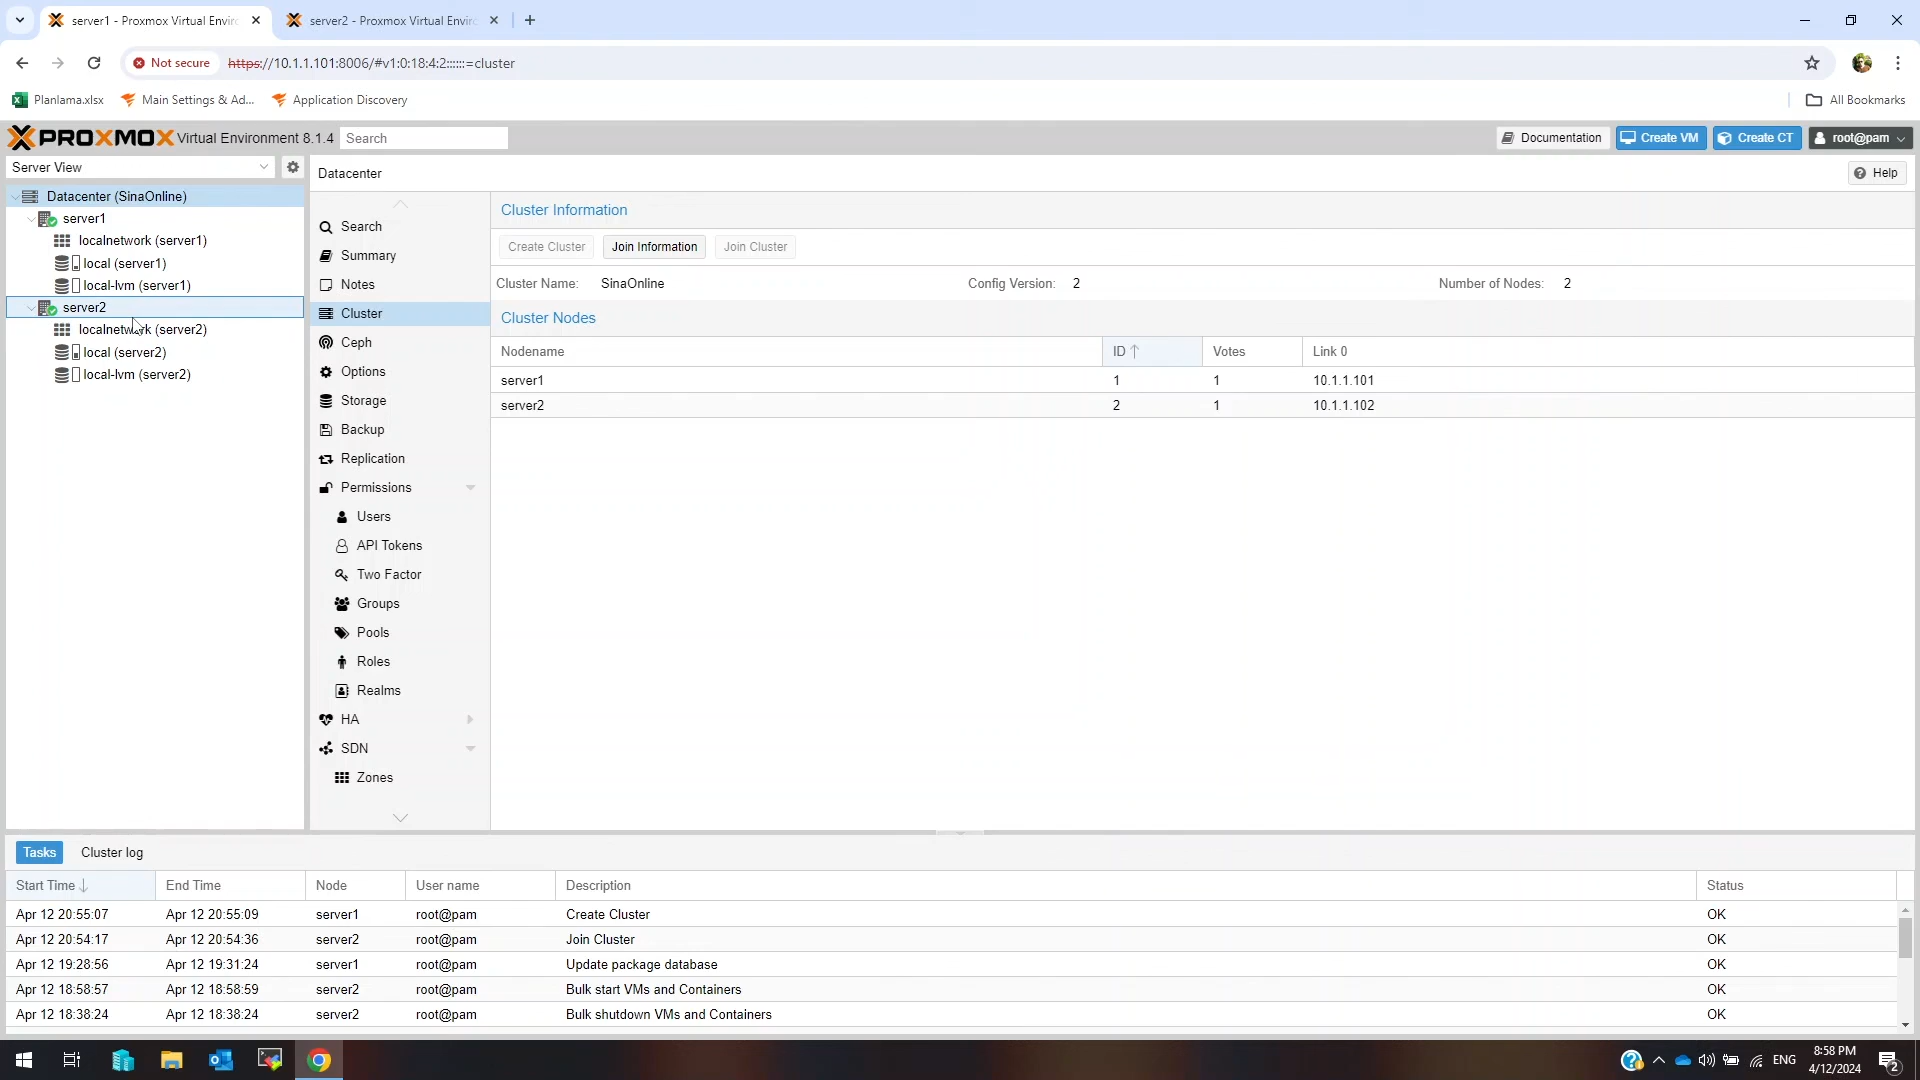 server1 - Proxmox Virtual Enviro
server2 - Proxmox Virtual Enviro
Not secure
https://10.1.1.101:8006/#v1:0:18:4:2::::::=cluster
Planlama.xlsx
Main Settings & Ad...
Application Discovery
All Bookmarks
PROXMOX Virtual Environment 8.1.4
Search
Documentation
Create VM
Create CT
root@pam
Server View
Datacenter
Help
Datacenter (SinaOnline)
server1
localnetwork (server1)
local (server1)
local-lvm (server1)
server2
localnetwork (server2)
local (server2)
local-lvm (server2)
Search
Summary
Notes
Cluster
Ceph
Options
Storage
Backup
Replication
Permissions
Users
API Tokens
Two Factor
Groups
Pools
Roles
Realms
HA
SDN
Zones
Cluster Information
Create Cluster
Join Information
Join Cluster
Cluster Name: SinaOnline Config Version: 2 Number of Nodes: 2
Cluster Nodes
Nodename ID Votes Link 0
server1 1 1 10.1.1.101
server2 2 1 10.1.1.102
Tasks Cluster log
Start Time End Time Node User name Description Status
Apr 12 20:55:07 Apr 12 20:55:09 server1 root@pam Create Cluster OK
Apr 12 20:54:17 Apr 12 20:54:36 server2 root@pam Join Cluster OK
Apr 12 19:28:56 Apr 12 19:31:24 server1 root@pam Update package database OK
Apr 12 18:58:57 Apr 12 18:58:59 server2 root@pam Bulk start VMs and Containers OK
Apr 12 18:38:24 Apr 12 18:38:24 server2 root@pam Bulk shutdown VMs and Containers OK
ENG
8:58 PM
4/12/2024
2